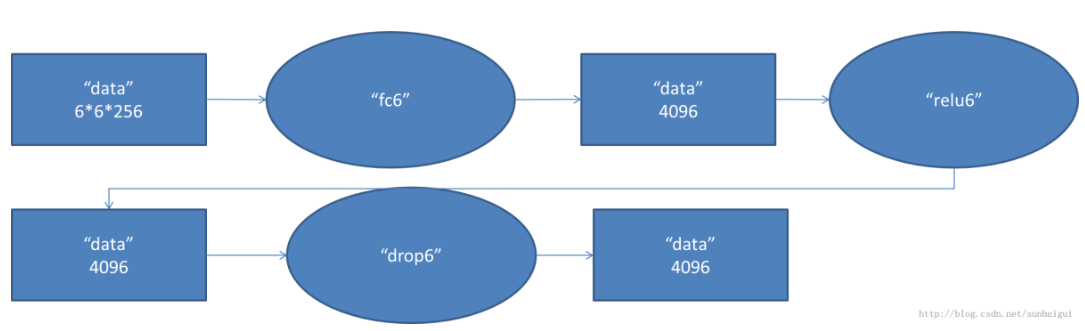 “data”
6*6*256
“fc6”
“data”
4096
“relu6”
“data”
4096
“drop6”
“data”
4096
http://blog.csdn.net/sunbaigui